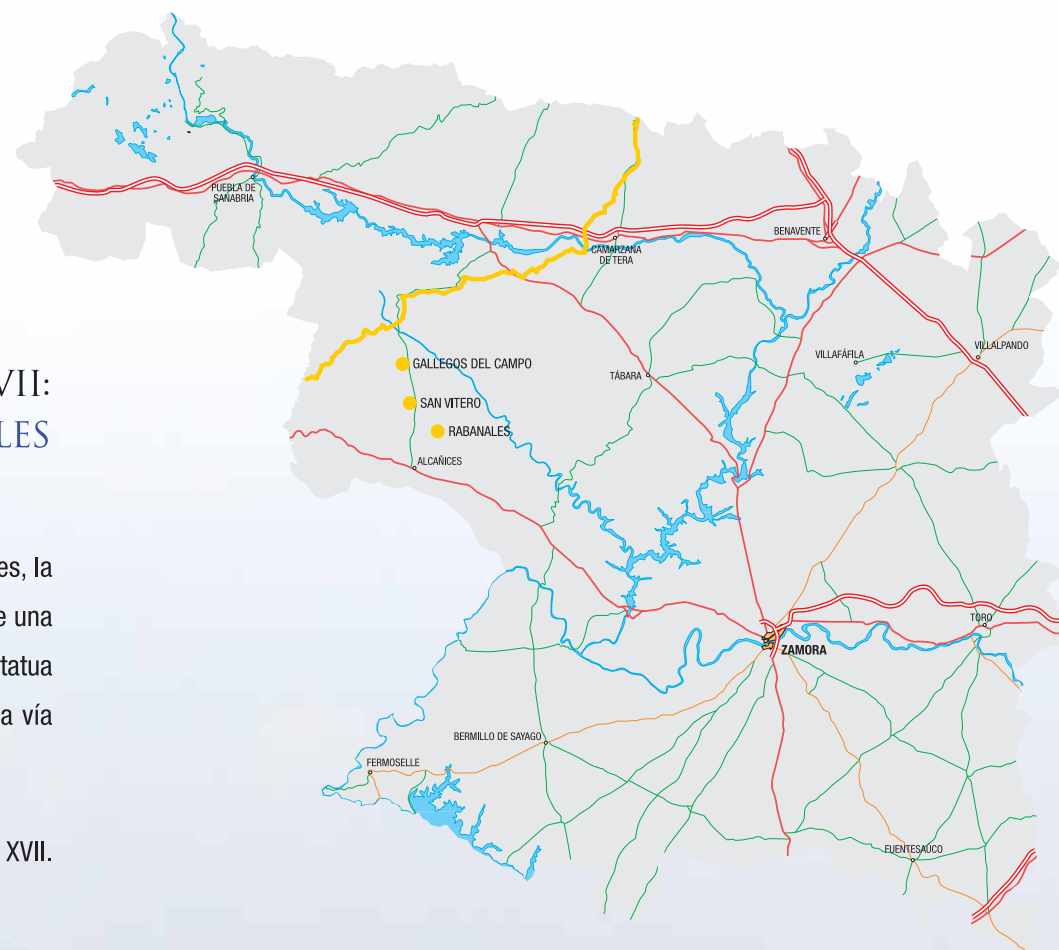 VII:
LES
es, la
e una
tatua
a vía
XVII.
PUEBLA DE
SANABRIA
CAMARZANA
DE TERA
BENAVENTE
VILLALPANDO
VILLAFÁFILA
TÁBARA
GALLEGOS DEL CAMPO
SAN VITERO
RABANALES
ALCAÑICES
TORO
ZAMORA
BERMILLO DE SAYAGO
FERMOSELLE
FUENTESAUCO